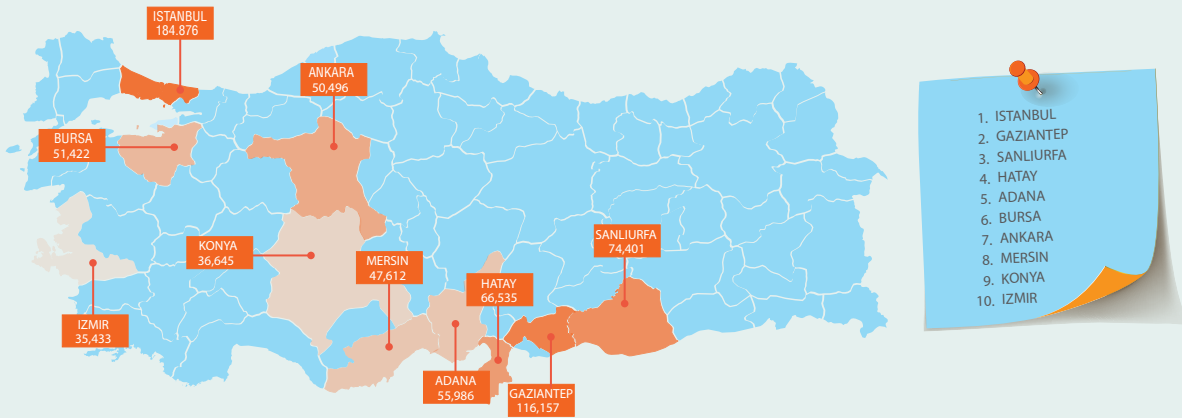 ISTANBUL
184.876
ANKARA
50,496
BURSA
51,422
KONYA
36,645
MERSIN
47,612
SANLIURFA
74,401
HATAY
66,535
IZMIR
35,433
ADANA
55,986
GAZIANTEP
116,157
1. ISTANBUL
2. GAZIANTEP
3. SANLIURFA
4. HATAY
5. ADANA
6. BURSA
7. ANKARA
8. MERSIN
9. KONYA
10. IZMIR